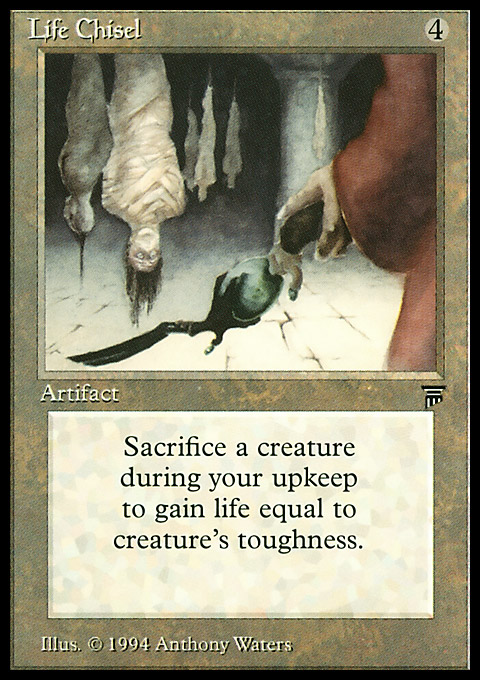 Life Chisel 4
Artifact
Sacrifice a creature
during your upkeep
to gain life equal to
creature's toughness.
Illus. © 1994 Anthony Waters